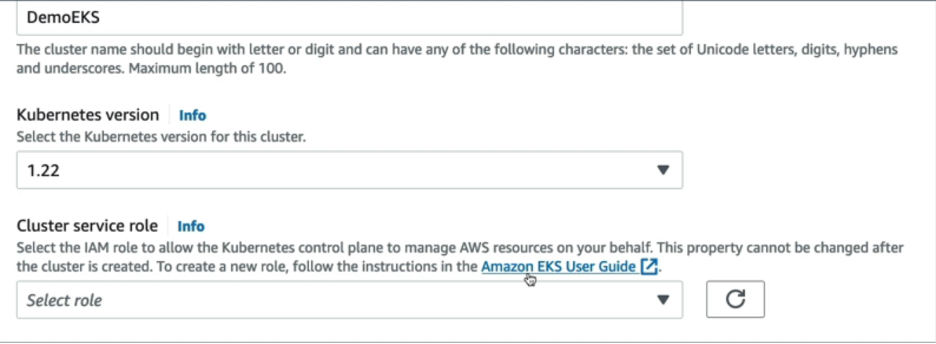 DemoEKS
The cluster name should begin with letter or digit and can have any of the following characters: the set of Unicode letters, digits, hyphens
and underscores. Maximum length of 100.
Kubernetes version Info
Select the Kubernetes version for this cluster.
1.22
Cluster service role Info
Select the IAM role to allow the Kubernetes control plane to manage AWS resources on your behalf. This property cannot be changed after
the cluster is created. To create a new role, follow the instructions in the Amazon EKS User Guide.
Select role